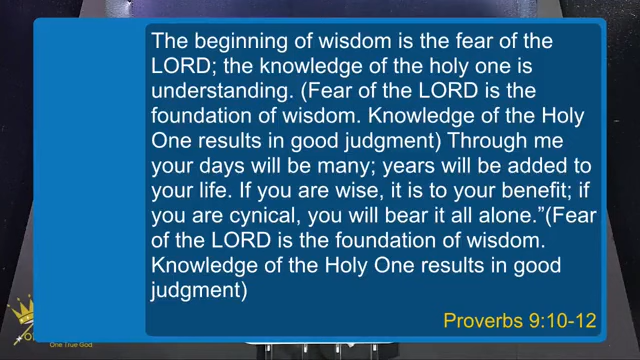 The beginning of wisdom is the fear of the
LORD; the knowledge of the holy one is
understanding. (Fear of the LORD is the
foundation of wisdom. Knowledge of the Holy
One results in good judgment) Through me
your days will be many; years will be added to
your life. If you are wise, it is to your benefit; if
you are cynical, you will bear it all alone.”(Fear
of the LORD is the foundation of wisdom.
Knowledge of the Holy One results in good
judgment)
Proverbs 9:10-12
One True God